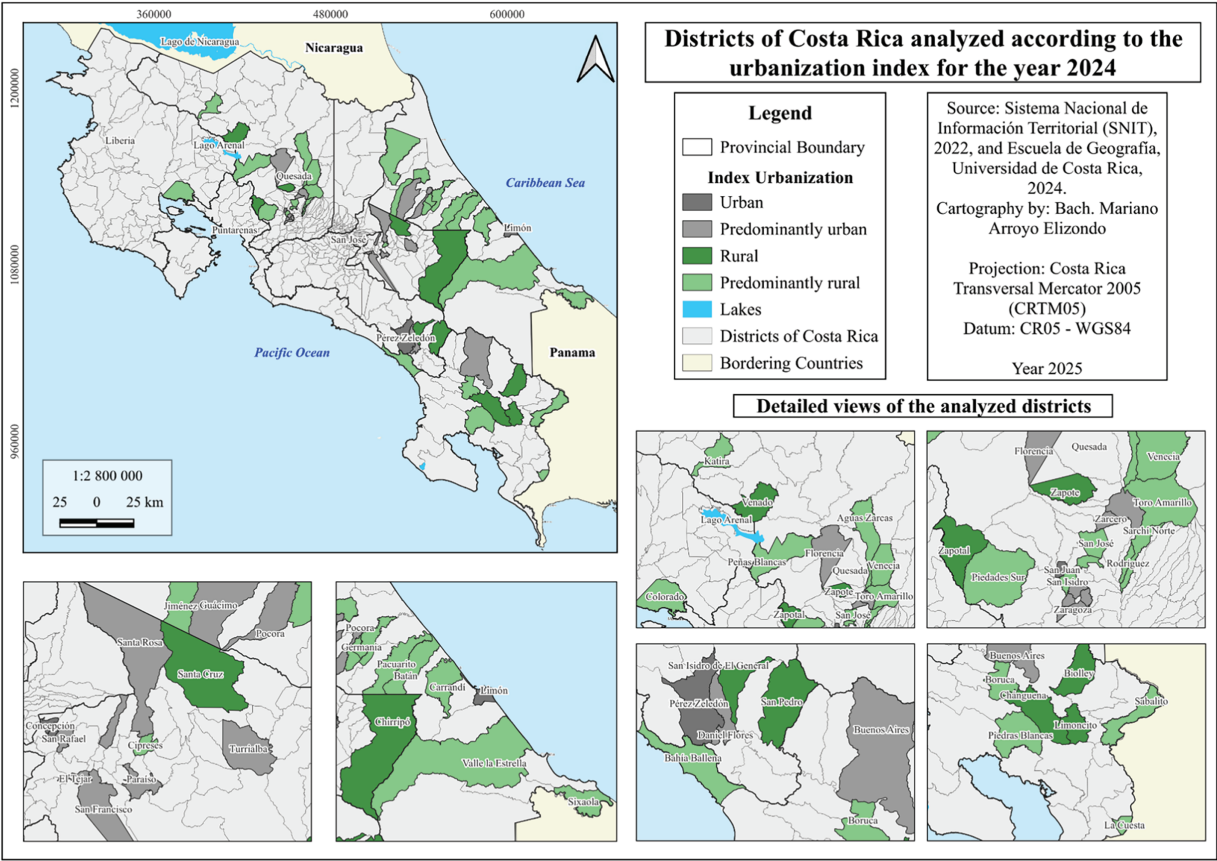 360000
480000
600000
1200000
1080000
960000
Lago de Nicaragua
Nicaragua
Liberia
Lago Arenal
Quesada
Caribbean Sea
Puntarenas
San José
Limón
Pérez Zeledón
Pacific Ocean
Panama
1:2 800 000
25 0 25 km
Districts of Costa Rica analyzed according to the
urbanization index for the year 2024
Legend
Provincial Boundary
Index Urbanization
Urban
Predominantly urban
Rural
Predominantly rural
Lakes
Districts of Costa Rica
Bordering Countries
Source: Sistema Nacional de
Información Territorial (SNIT),
2022, and Escuela de Geografía,
Universidad de Costa Rica,
2024.
Cartography by: Bach. Mariano
Arroyo Elizondo
Projection: Costa Rica
Transversal Mercator 2005
(CRTM05)
Datum: CR05 - WGS84
Year 2025
Detailed views of the analyzed districts
Katira
Venado
Lago Arenal
Aguas Zarcas
Florencia
Peñas Blancas
Quesada
Venecia
Colorado
Zapote
Toro Amarillo
Zapotal
San José
Florencia
Quesada
Venecia
Zapote
Toro Amarillo
Zarcero
Sarchí Norte
San José
Zapotal
Rodríguez
San Juan
Piedades Sur
San Isidro
Zaragoza
Jiménez
Guácimo
Santa Rosa
Pocora
Santa Cruz
Concepción
San Rafael
Cipreses
Turrialba
El Tejar
Paraíso
San Francisco
Pocora
Germania
Pacuarito
Batán
Carrandí
Limón
Chirripó
Valle la Estrella
Sixaola
San Isidro de El General
Pérez Zeledón
San Pedro
Daniel Flores
Buenos Aires
Bahía Ballena
Boruca
Buenos Aires
Boruca
Biolley
Changuena
Sabalito
Limoncito
Piedras Blancas
La Cuesta